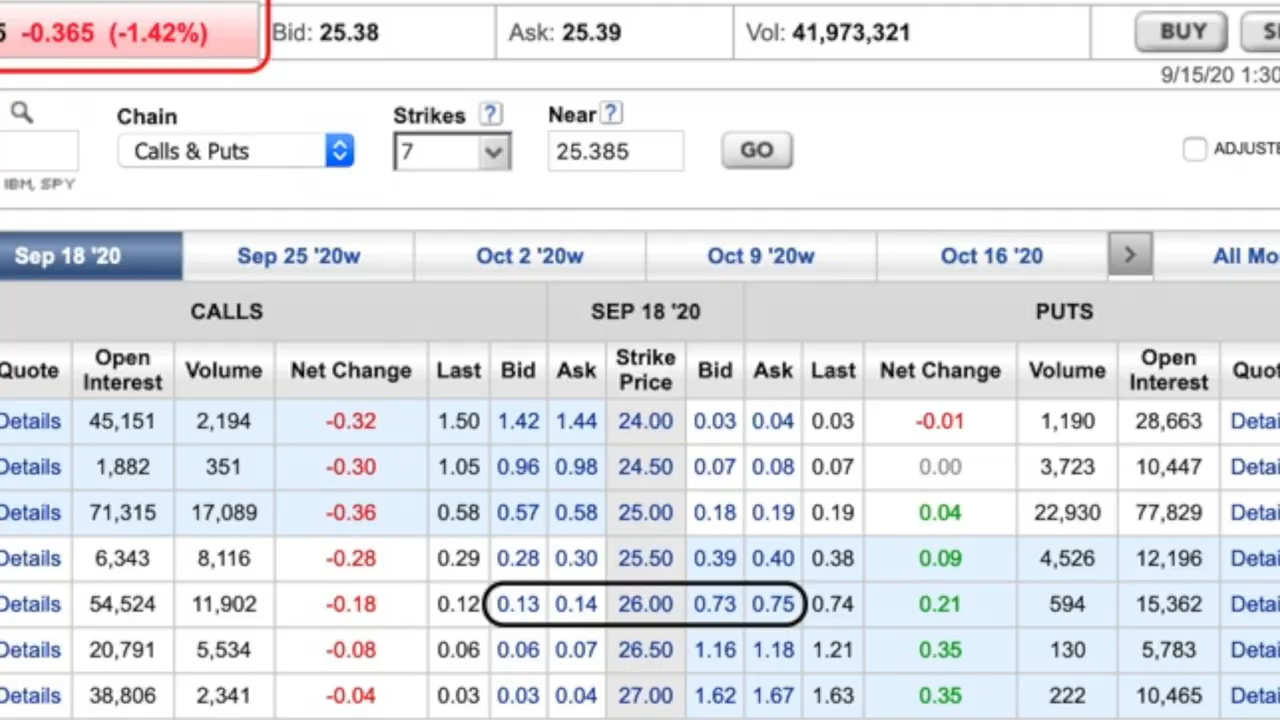 5 -0.365 (-1.42%) Bid: 25.38 Ask: 25.39 Vol: 41,973,321 BUY
9/15/20 1:30
Chain Strikes ? Near ?
Calls & Puts 7 25.385 GO ADJUSTE
IBM, SPY
Sep 18 '20 Sep 25 '20w Oct 2 '20w Oct 9 '20w Oct 16 '20 > All Mo
CALLS SEP 18 '20 PUTS
Quote Open Interest Volume Net Change Last Bid Ask Strike Price Bid Ask Last Net Change Volume Open Interest Quot
Details 45,151 2,194 -0.32 1.50 1.42 1.44 24.00 0.03 0.04 0.03 -0.01 1,190 28,663 Detai
Details 1,882 351 -0.30 1.05 0.96 0.98 24.50 0.07 0.08 0.07 0.00 3,723 10,447 Detai
Details 71,315 17,089 -0.36 0.58 0.57 0.58 25.00 0.18 0.19 0.19 0.04 22,930 77,829 Detai
Details 6,343 8,116 -0.28 0.29 0.28 0.30 25.50 0.39 0.40 0.38 0.09 4,526 12,196 Detai
Details 54,524 11,902 -0.18 0.12 0.13 0.14 26.00 0.73 0.75 0.74 0.21 594 15,362 Detai
Details 20,791 5,534 -0.08 0.06 0.06 0.07 26.50 1.16 1.18 1.21 0.35 130 5,783 Detai
Details 38,806 2,341 -0.04 0.03 0.03 0.04 27.00 1.62 1.67 1.63 0.35 222 10,465 Detai